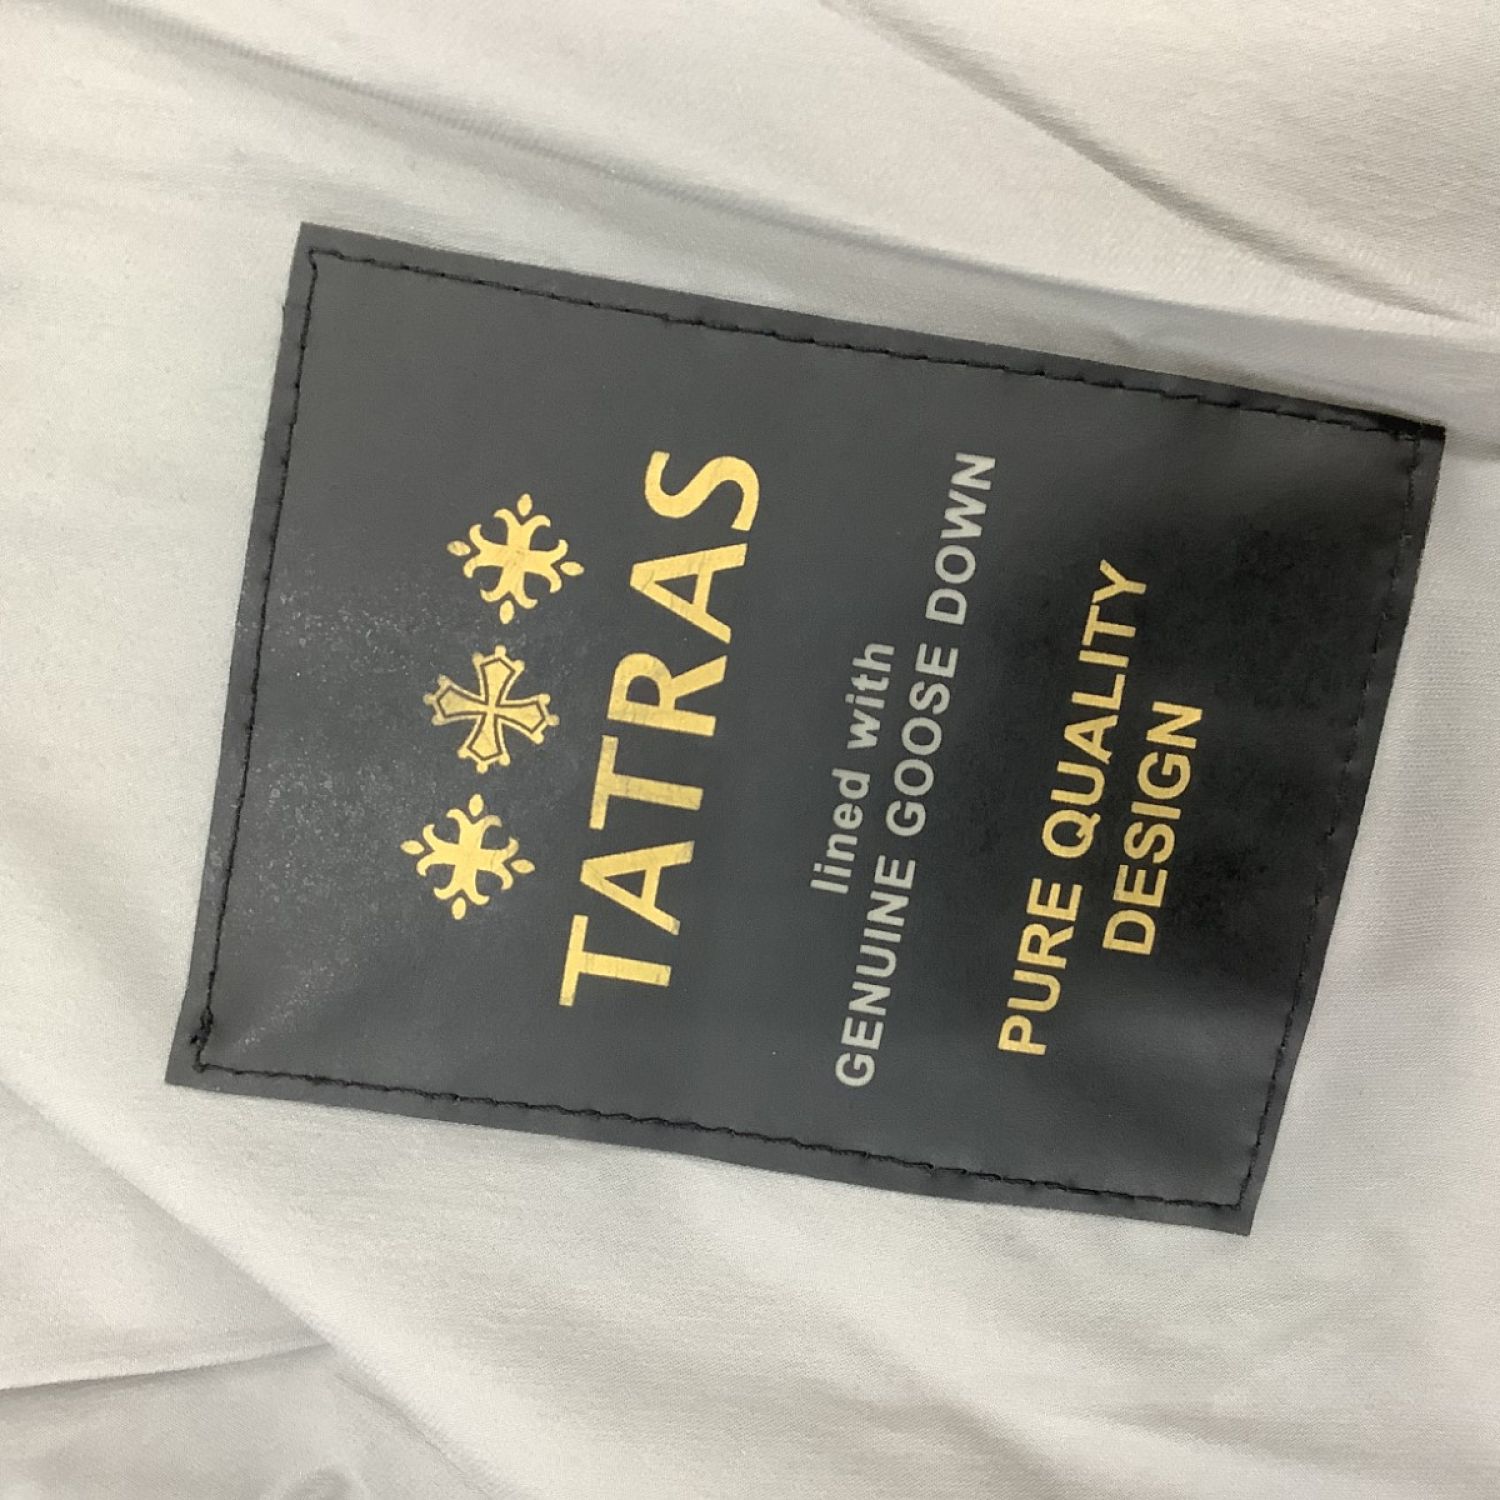 TATRAS
lined with
GENUINE GOOSE DOWN
PURE QUALITY
DESIGN